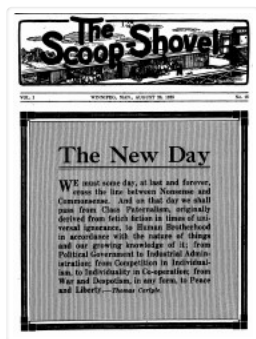 The
Scoop Shovel
VOL. I WINNIPEG, MAN., AUGUST
The New Day
WE must some day, at last and forever,
cross the line between Nonsense and
Commonsense. And on that day we shall
pass from Class Paternalism, originally
derived from fetich fiction in times of uni-
versal ignorance, to Human Brotherhood
in accordance with the nature of things
and our growing knowledge of it; from
Political Government to Industrial Admin-
istration; from Competition in Individual-
ism, to Individuality in Co-operation; from
War and Despotism, in any form, to Peace
and Liberty.—Thomas Carlyle.